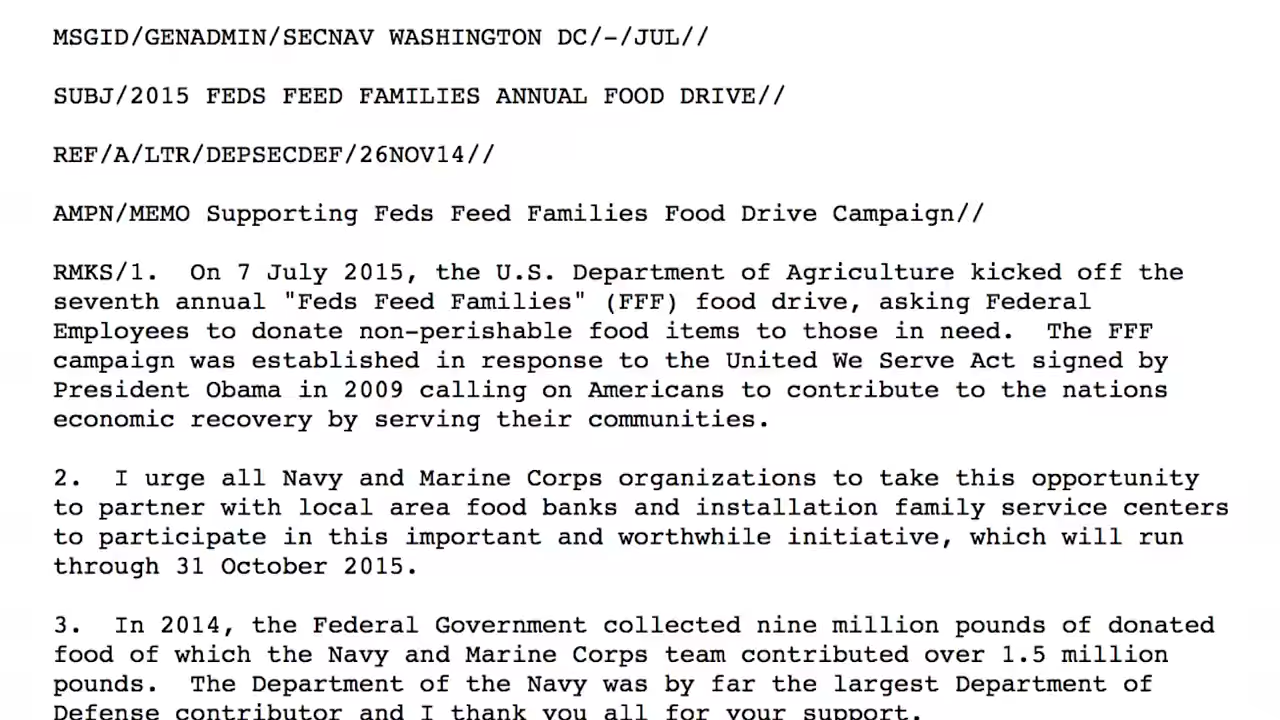 MSGID/GENADMIN/SECNAV WASHINGTON DC/-/JUL//
SUBJ/2015 FEDS FEED FAMILIES ANNUAL FOOD DRIVE//
REF/A/LTR/DEPSECDEF/26NOV14//
AMPN/MEMO Supporting Feds Feed Families Food Drive Campaign//
RMKS/1.  On 7 July 2015, the U.S. Department of Agriculture kicked off the
seventh annual "Feds Feed Families" (FFF) food drive, asking Federal
Employees to donate non-perishable food items to those in need.  The FFF
campaign was established in response to the United We Serve Act signed by
President Obama in 2009 calling on Americans to contribute to the nations
economic recovery by serving their communities.
2.  I urge all Navy and Marine Corps organizations to take this opportunity
to partner with local area food banks and installation family service centers
to participate in this important and worthwhile initiative, which will run
through 31 October 2015.
3.  In 2014, the Federal Government collected nine million pounds of donated
food of which the Navy and Marine Corps team contributed over 1.5 million
pounds.  The Department of the Navy was by far the largest Department of
Defense contributor and I thank you all for your support.